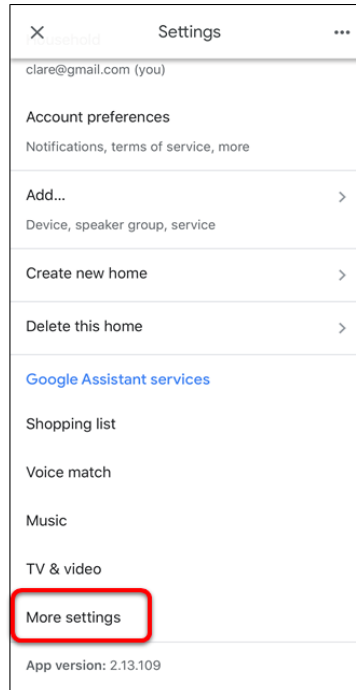 Settings
Household
clare@gmail.com (you)
Account preferences
Notifications, terms of service, more
Add...
Device, speaker group, service
Create new home
Delete this home
Google Assistant services
Shopping list
Voice match
Music
TV & video
More settings
App version: 2.13.109